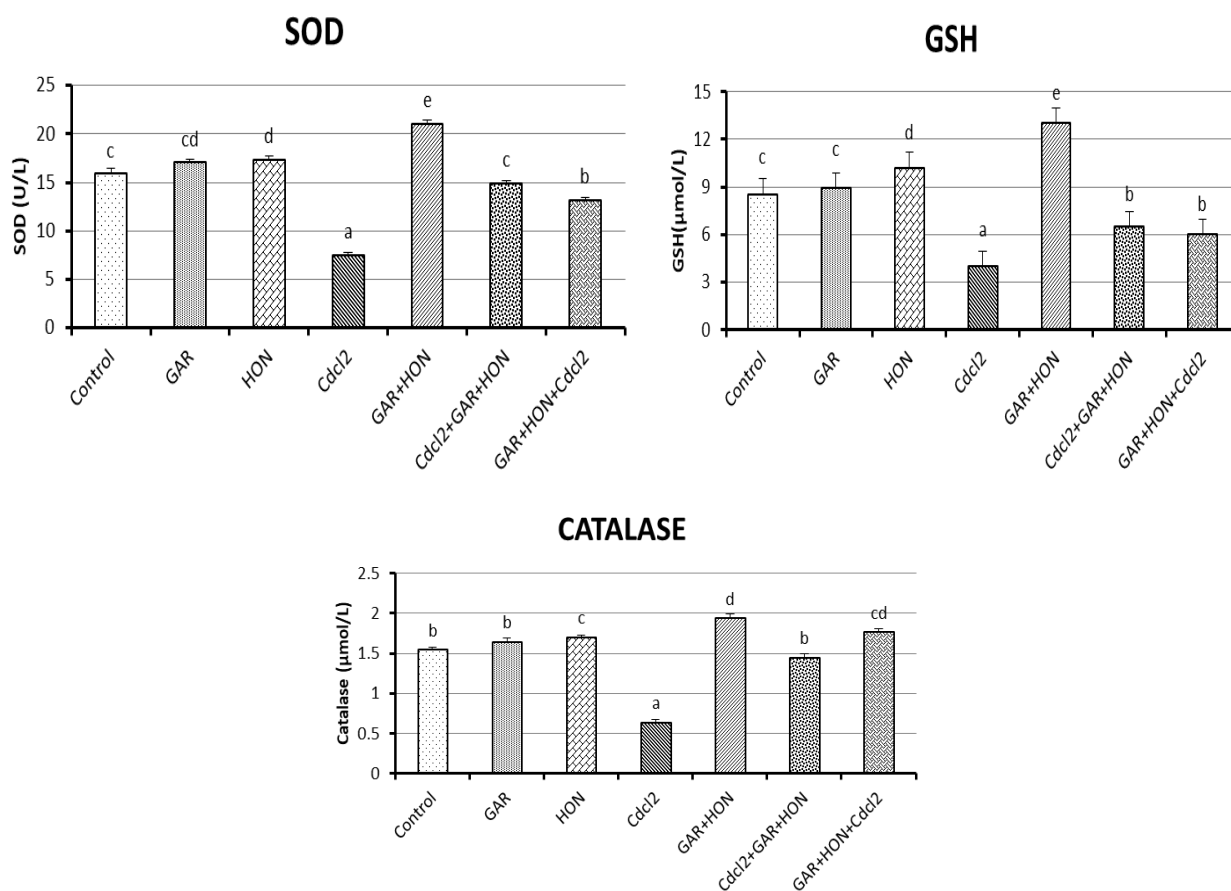 SOD
SOD (U/L)
25
20
15
10
5
0
c
cd
d
a
e
c
b
Control
GAR
HON
Cdcl2
GAR+HON
Cdcl2+GAR+HON
GAR+HON+Cdcl2
GSH
GSH(µmol/L)
15
12
9
6
3
0
c
c
d
a
e
b
b
Control
GAR
HON
Cdcl2
GAR+HON
Cdcl2+GAR+HON
GAR+HON+Cdcl2
CATALASE
Catalase (µmol/L)
2.5
2
1.5
1
0.5
0
b
b
c
a
d
b
cd
Control
GAR
HON
Cdcl2
GAR+HON
Cdcl2+GAR+HON
GAR+HON+Cdcl2